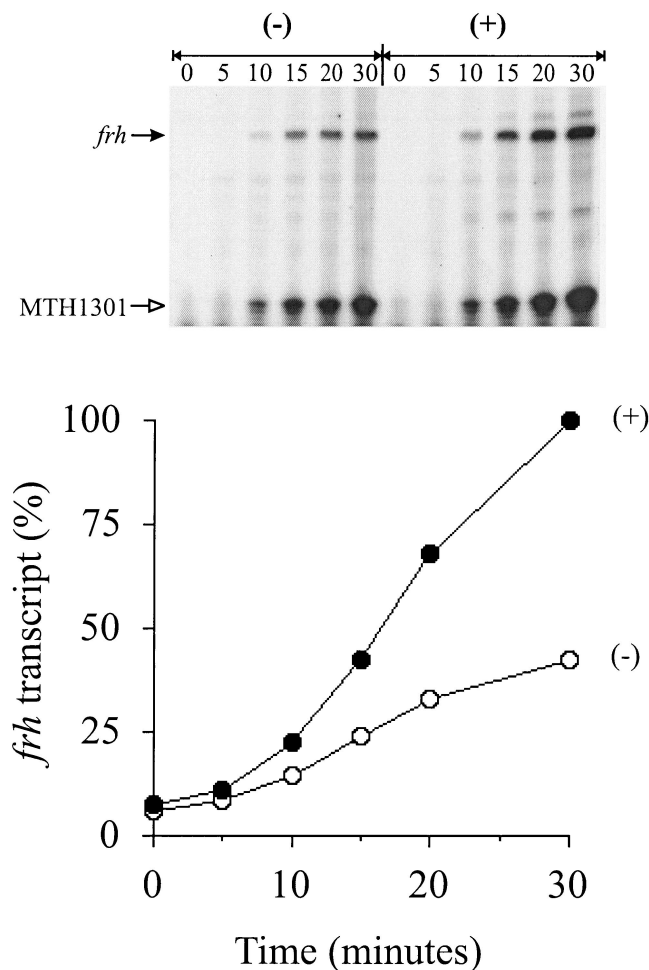 (-) (+)
0 5 10 15 20 30 0 5 10 15 20 30
frh
MTH1301
100 (+)
75
50
(-)
25
0
frh transcript (%)
0 10 20 30
Time (minutes)